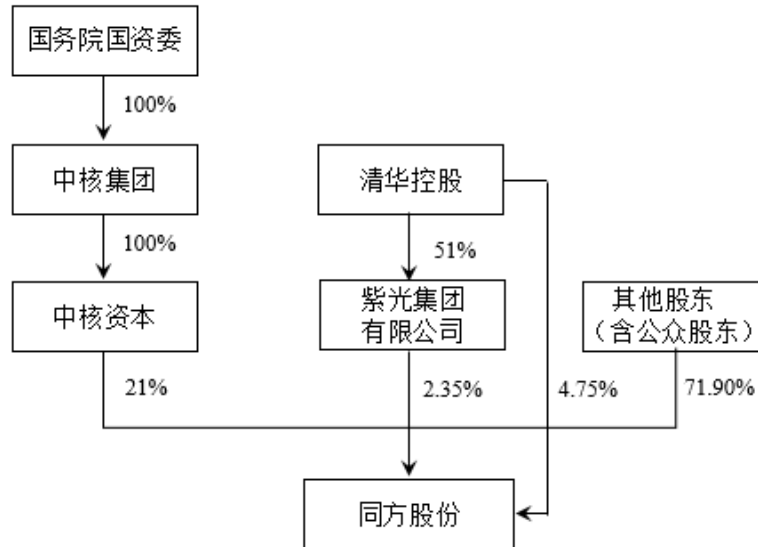 国务院国资委
100%
中核集团
清华控股
100%
51%
中核资本
紫光集团
有限公司
其他股东
（含公众股东）
21%
2.35%
4.75%
71.90%
同方股份